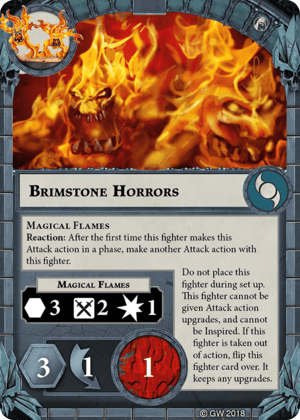 BRIMSTONE HORRORS
MAGICAL FLAMES
Reaction: After the first time this fighter makes this
Attack action in a phase, make another Attack action with
this fighter.
MAGICAL FLAMES
3 2 1
Do not place this
fighter during set up.
This fighter cannot be
given Attack action
upgrades, and cannot
be Inspired. If this
fighter is taken out
of action, flip this
fighter card over. It
keeps any upgrades.
3 1 1
© GW 2018